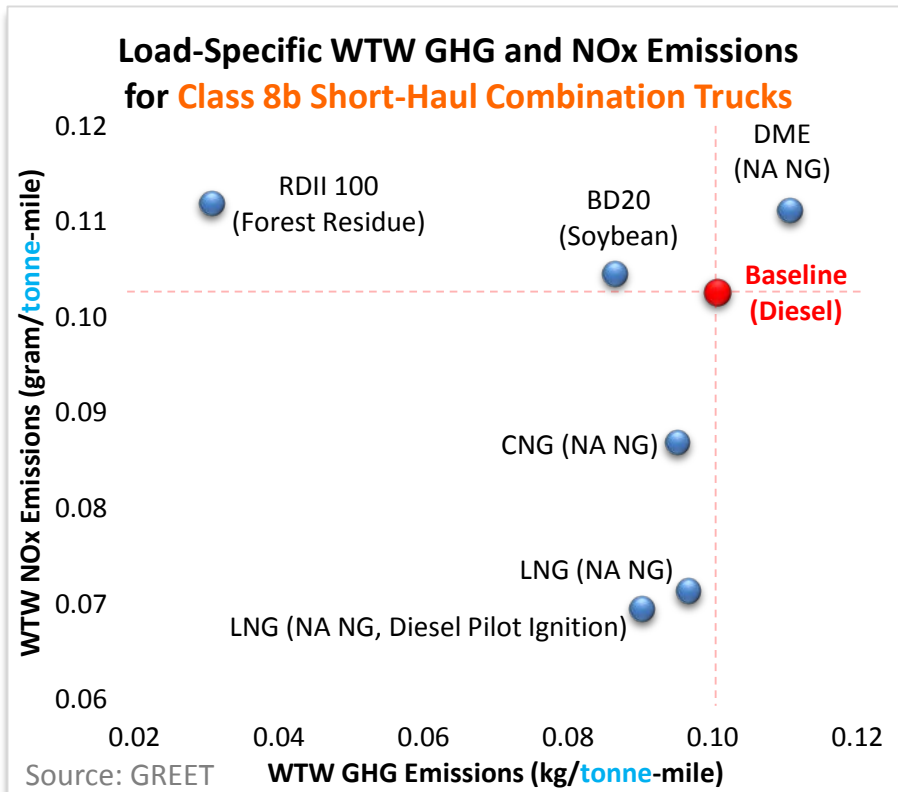 Load-Specific WTW GHG and NOx Emissions
for Class 8b Short-Haul Combination Trucks
WTW NOx Emissions (gram/tonne-mile)
0.12
0.11
0.10
0.09
0.08
0.07
0.06
RDII 100
(Forest Residue)
BD20
(Soybean)
DME
(NA NG)
Baseline
(Diesel)
CNG (NA NG)
LNG (NA NG)
LNG (NA NG, Diesel Pilot Ignition)
0.02
0.04
0.06
0.08
0.10
0.12
Source: GREET
WTW GHG Emissions (kg/tonne-mile)